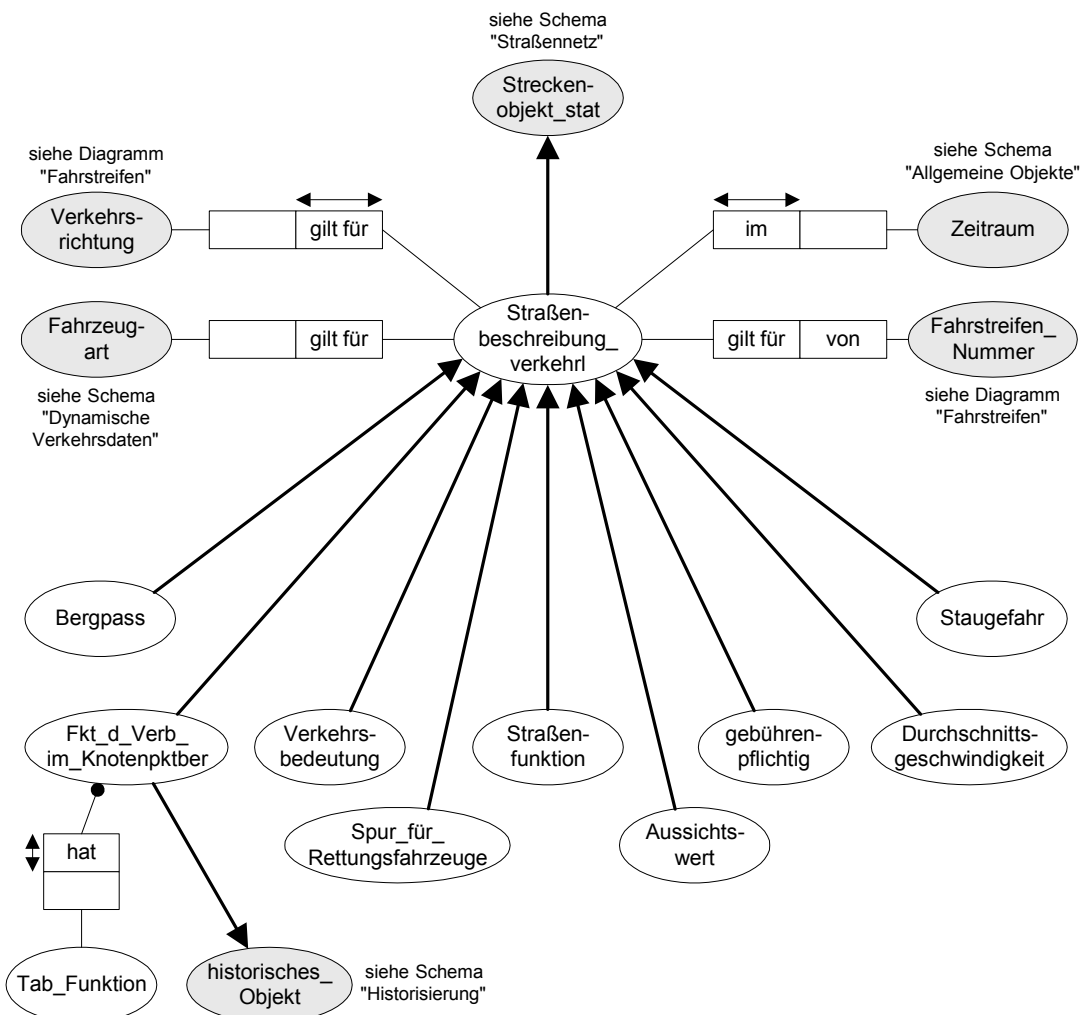 siehe Schema
"Straßennetz"
Strecken-
objekt_stat
siehe Diagramm
"Fahrstreifen"
Verkehrs-
richtung
gilt für
siehe Schema
"Allgemeine Objekte"
im
Zeitraum
Fahrzeug-
art
gilt für
siehe Schema
"Dynamische
Verkehrsdaten"
Straßen-
beschreibung_
verkehrl
gilt für
von
Fahrstreifen_
Nummer
siehe Diagramm
"Fahrstreifen"
Bergpass
Staugefahr
Fkt_d_Verb_
im_Knotenpktber
Verkehrs-
bedeutung
Straßen-
funktion
gebühren-
pflichtig
Durchschnitts-
geschwindigkeit
Spur_für_
Rettungsfahrzeuge
Aussichts-
wert
hat
Tab_Funktion
historisches_
Objekt
siehe Schema
"Historisierung"